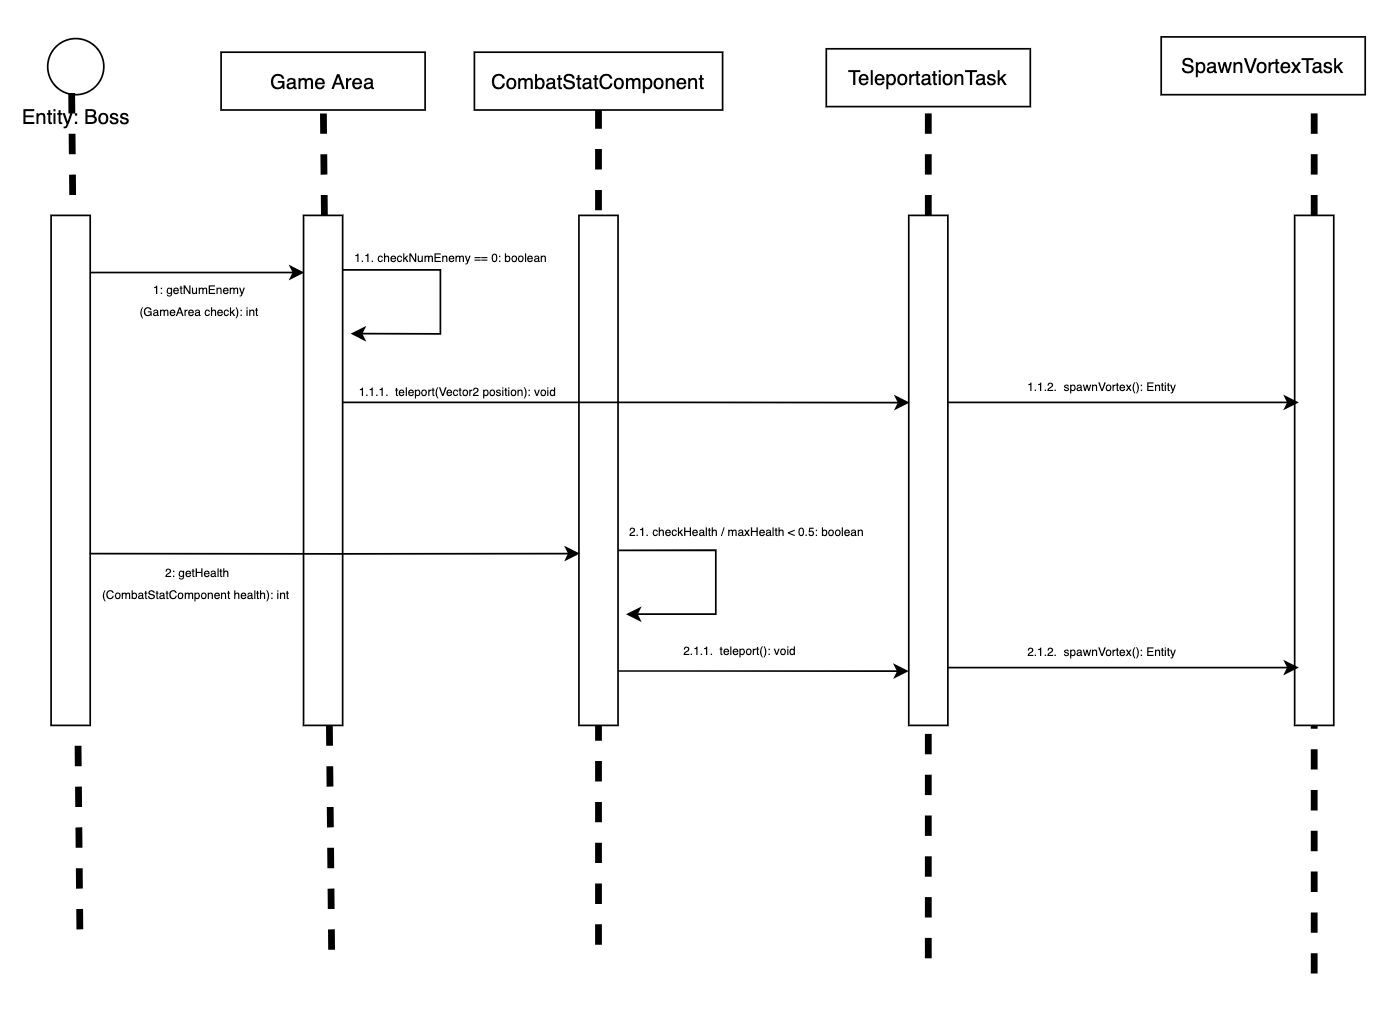 Entity: Boss
Game Area
CombatStatComponent
TeleportationTask
SpawnVortexTask
1.1. checkNumEnemy == 0: boolean
1: getNumEnemy
(GameArea check): int
1.1.1.  teleport(Vector2 position): void
1.1.2.  spawnVortex(): Entity
2.1. checkHealth / maxHealth < 0.5: boolean
2: getHealth
(CombatStatComponent health): int
2.1.1.  teleport(): void
2.1.2.  spawnVortex(): Entity